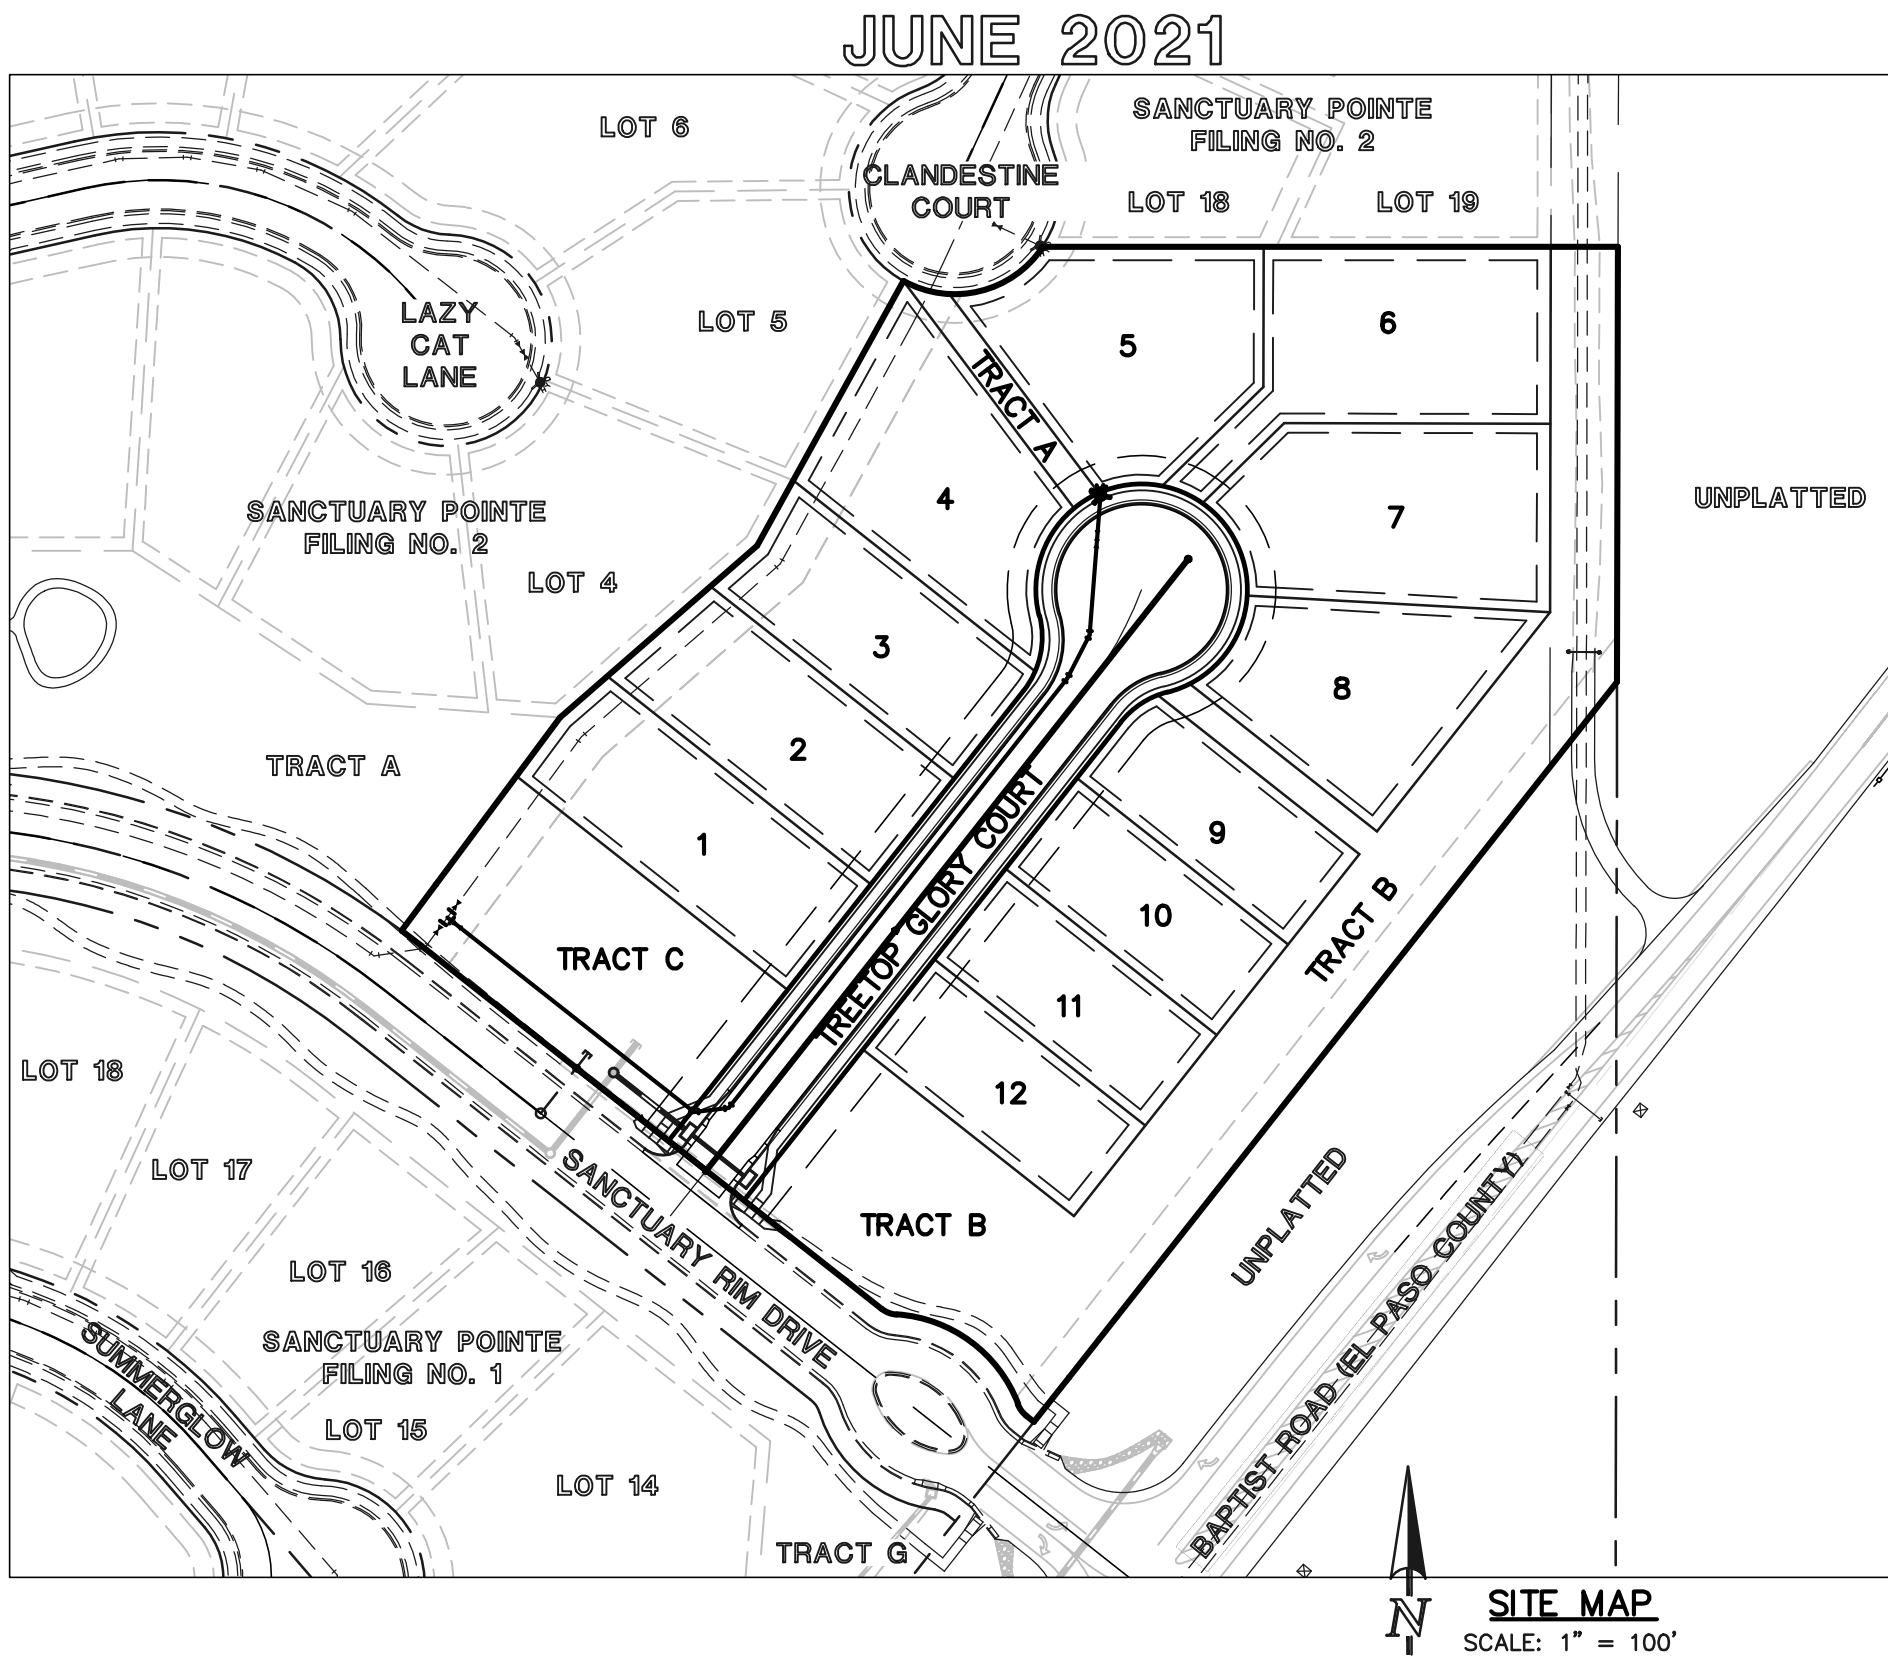 JUNE 2021
LOT 6
SANCTUARY POINTE
FILING NO. 2
CLANDESTINE
COURT
LOT 18
LOT 19
LAZY
CAT
LANE
LOT 5
5
6
TRACT A
SANCTUARY POINTE
FILING NO. 2
4
7
UNPLATTED
LOT 4
3
8
2
TRACT A
1
9
TREETOP GLORY COURT
10
TRACT B
TRACT C
11
LOT 18
12
LOT 17
SANCTUARY RIM DRIVE
TRACT B
UNPLATTED
LOT 16
SANCTUARY POINTE
FILING NO. 1
SUMMERGLOW
LANE
LOT 15
BAPTIST ROAD (EL PASO COUNTY)
LOT 14
TRACT G
N
SITE MAP
SCALE: 1" = 100'